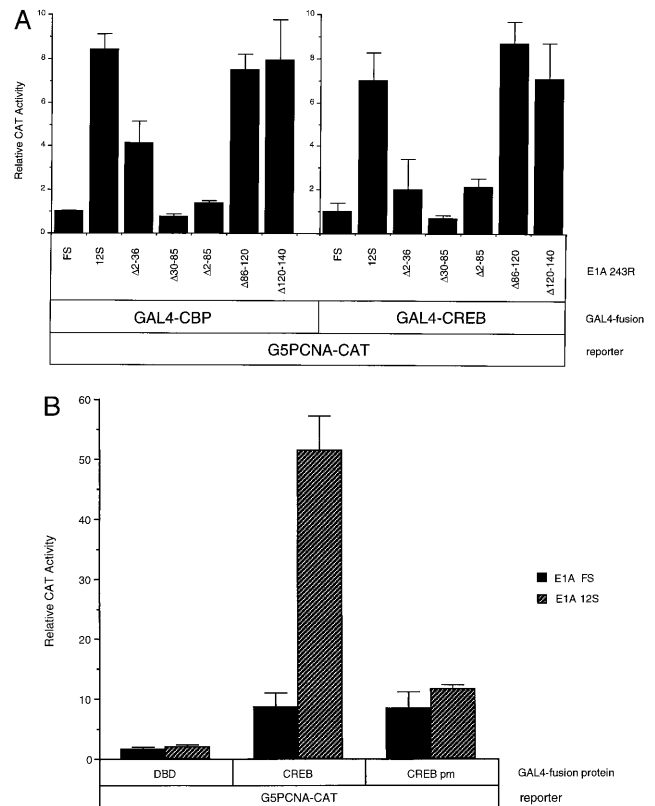 A
Relative CAT Activity
10
8
6
4
2
0
10
8
6
4
2
0
FS
12S
Δ2-36
Δ30-85
Δ2-85
Δ86-120
Δ120-140
FS
12S
Δ2-36
Δ30-85
Δ2-85
Δ86-120
Δ120-140
E1A 243R
GAL4-CBP
GAL4-CREB
GAL4-fusion
G5PCNA-CAT
reporter
B
Relative CAT Activity
60
50
40
30
20
10
0
E1A FS
E1A 12S
DBD
CREB
CREB pm
GAL4-fusion protein
G5PCNA-CAT
reporter